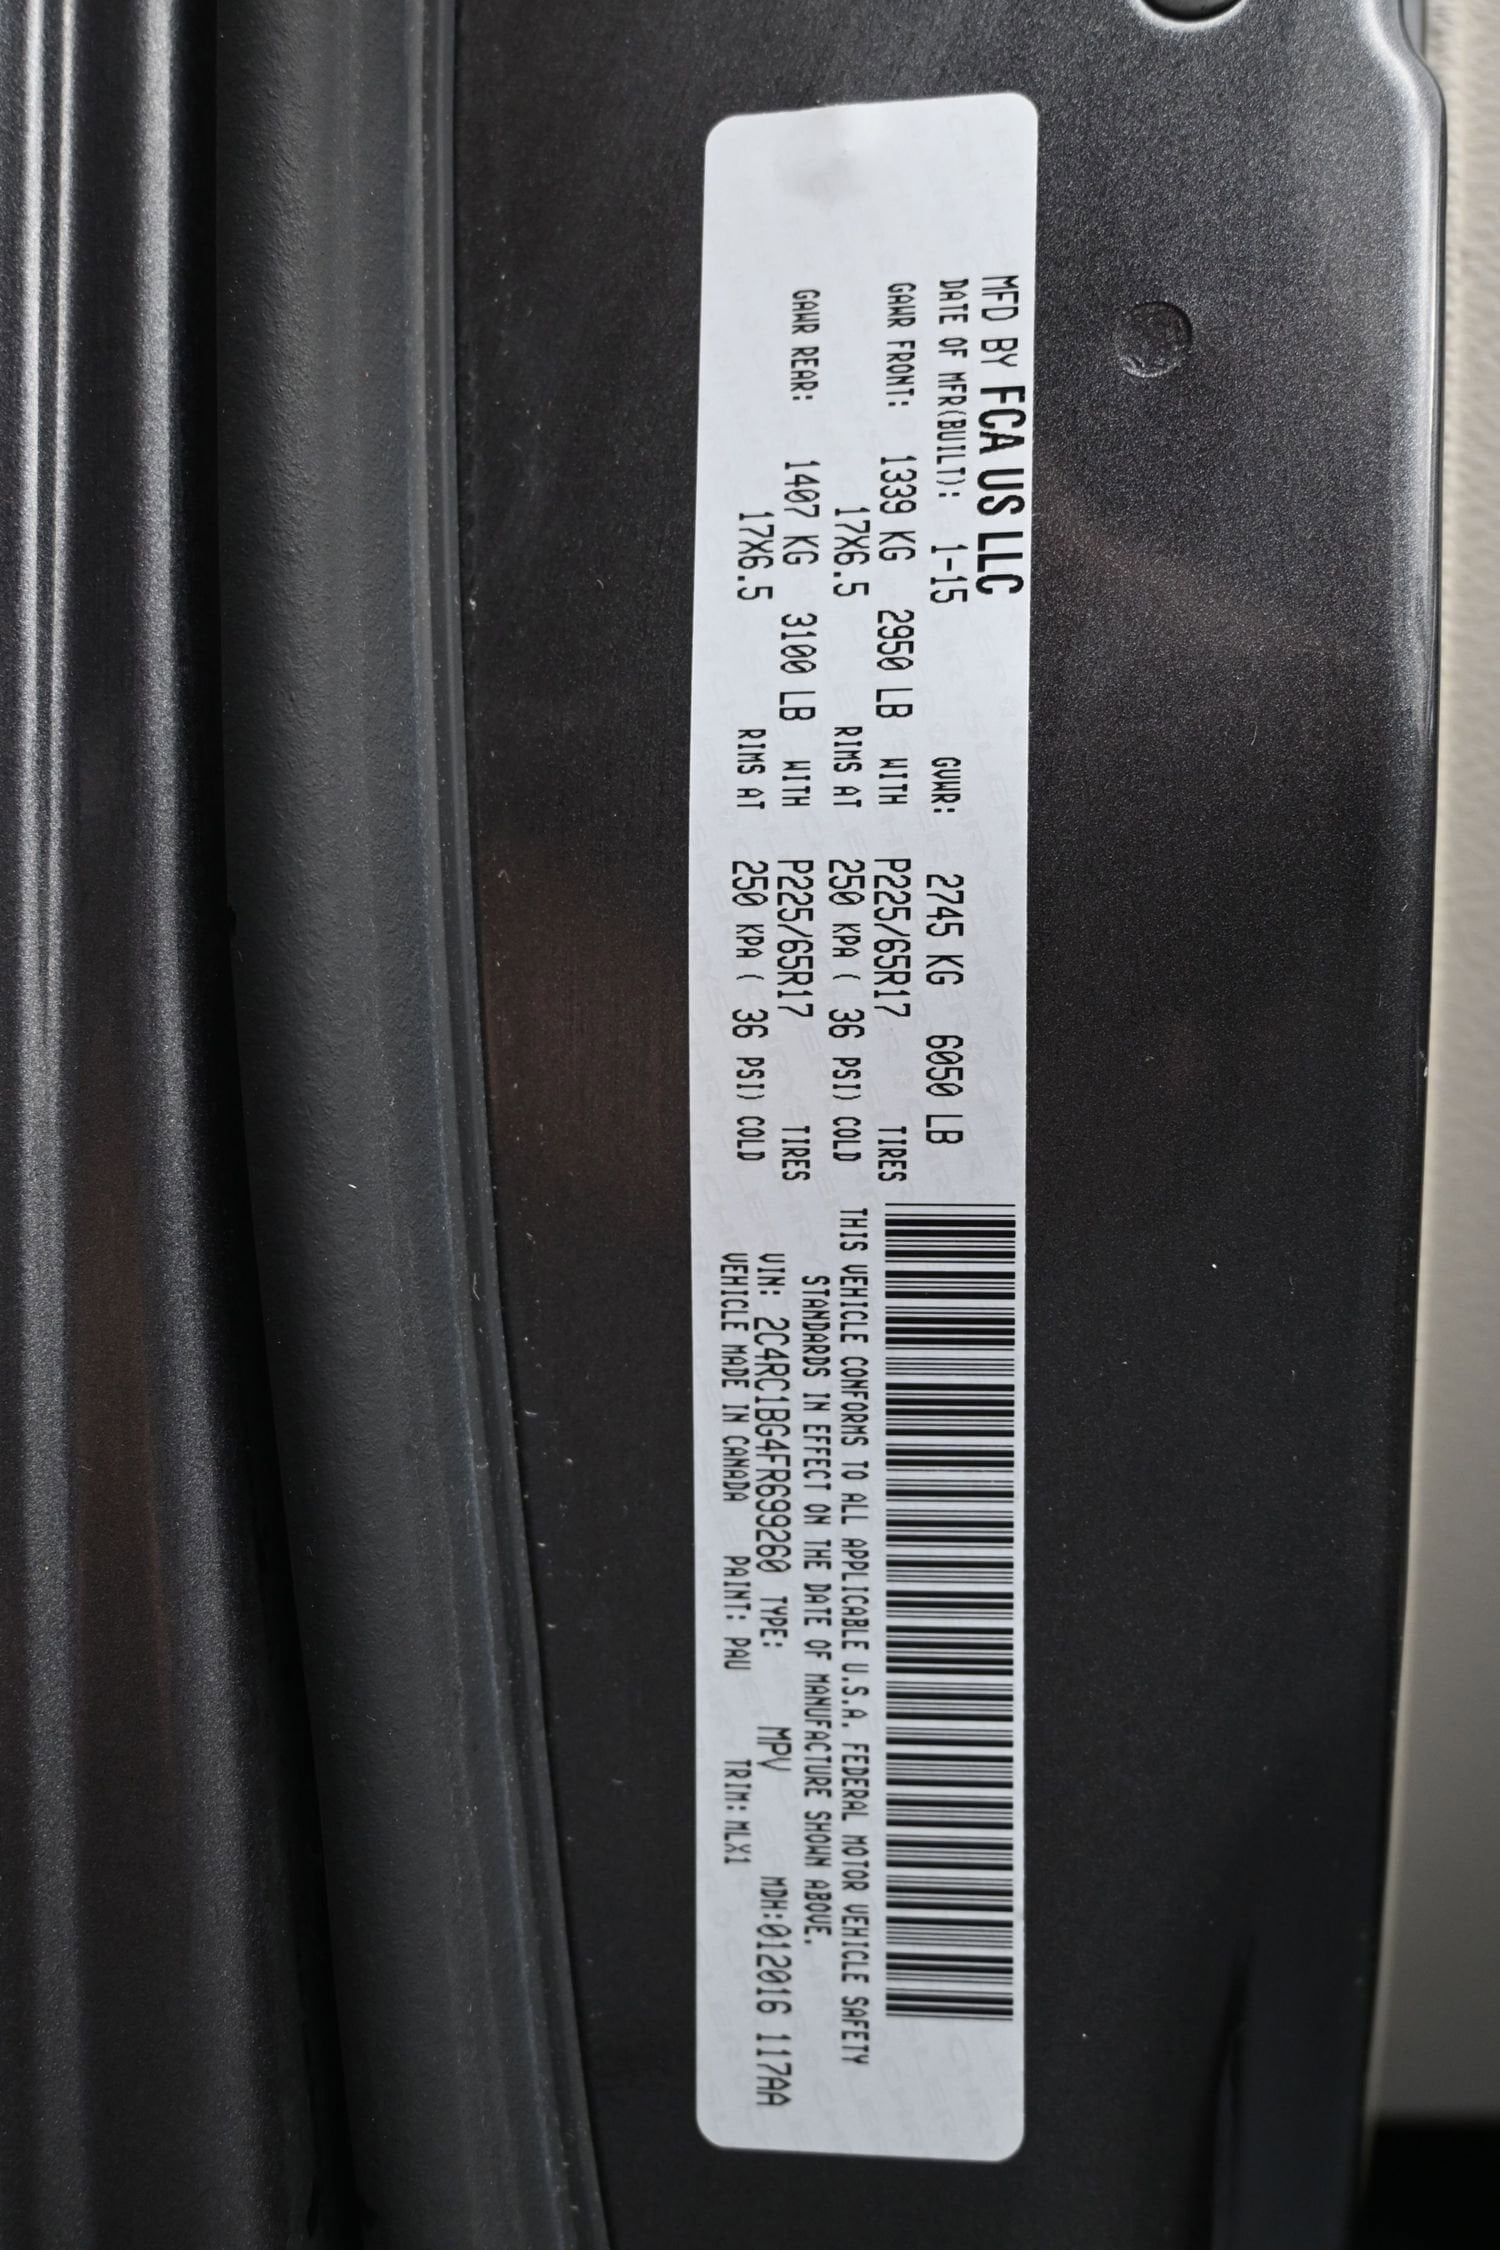 MFD BY FCA US LLC
DATE OF MFR(BUILT): 1-15 GVWR: 2745 KG 6050 LB
GAWR FRONT: 1339 KG 2950 LB WITH P225/65R17 TIRES
17X6.5 RIMS AT 250 KPA ( 36 PSI) COLD
GAWR REAR: 1407 KG 3100 LB WITH P225/65R17 TIRES
17X6.5 RIMS AT 250 KPA ( 36 PSI) COLD
THIS VEHICLE CONFORMS TO ALL APPLICABLE U.S.A. FEDERAL MOTOR VEHICLE SAFETY
STANDARDS IN EFFECT ON THE DATE OF MANUFACTURE SHOWN ABOVE.
VIN: 2C4RC1BG4FR699260 TYPE: MPV MDH:012016 117AA
VEHICLE MADE IN CANADA PAINT: PAU TRIM: MLX1